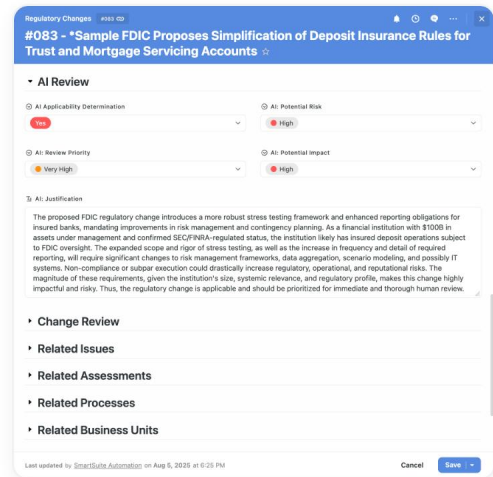 Regulatory Changes #083
#083 - *Sample FDIC Proposes Simplification of Deposit Insurance Rules for
Trust and Mortgage Servicing Accounts
AI Review
AI Applicability Determination
AI: Potential Risk
Yes
High
AI: Review Priority
AI: Potential Impact
Very High
High
AI: Justification
The proposed FDIC regulatory change introduces a more robust stress testing framework and enhanced reporting obligations for
insured banks, mandating improvements in risk management and contingency planning. As a financial institution with $100B in
assets under management and confirmed SEC/FINRA-regulated status, the institution likely has insured deposit operations subject
to FDIC oversight. The expanded scope and rigor of stress testing, as well as the increase in frequency and detail of required
reporting, will require significant changes to risk management frameworks, data aggregation, scenario modeling, and possibly IT
systems. Non-compliance or subpar execution could drastically increase regulatory, operational, and reputational risks. The
magnitude of these requirements, given the institution's size, systemic relevance, and regulatory profile, makes this change highly
impactful and risky. Thus, the regulatory change is applicable and should be prioritized for immediate and thorough human review.
Change Review
Related Issues
Related Assessments
Related Processes
Related Business Units
Last updated by SmartSuite Automation on Aug 5, 2025 at 6:25 PM
Cancel
Save